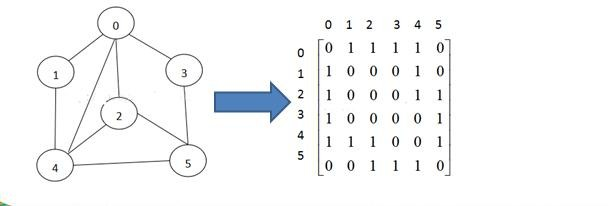 0
1 3
2
4 5
0 1 2 3 4 5
0 0 1 1 1 1 0
1 1 0 0 0 1 0
2 1 0 0 0 1 1
3 1 0 0 0 0 1
4 1 1 1 0 0 1
5 0 0 1 1 1 0